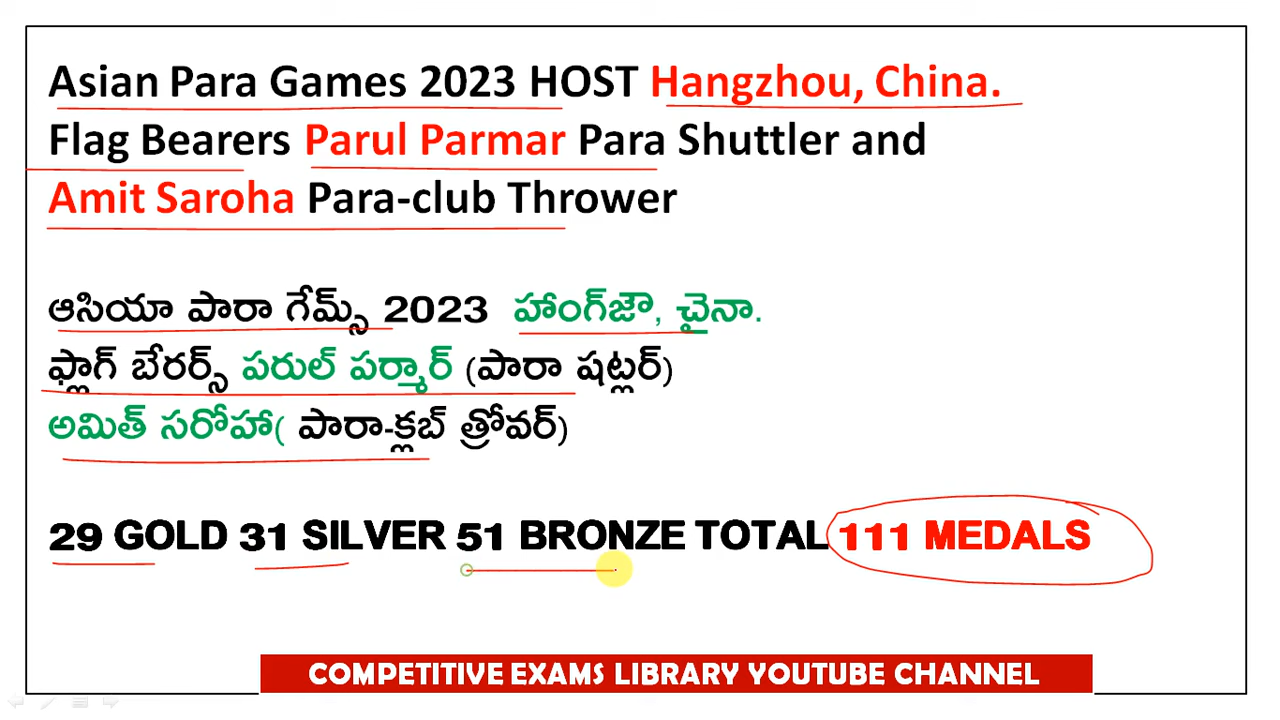 Asian Para Games 2023 HOST Hangzhou, China.
Flag Bearers Parul Parmar Para Shuttler and
Amit Saroha Para-club Thrower
ఆసియా పారా గేమ్స్ 2023 హాంగ్‌జౌ, చైనా.
ఫ్లాగ్ బేరర్స్ పరుల్ పర్మార్ (పారా షట్లర్)
అమిత్ సరోహా( పారా-క్లబ్ త్రోవర్)
29 GOLD 31 SILVER 51 BRONZE TOTAL 111 MEDALS
COMPETITIVE EXAMS LIBRARY YOUTUBE CHANNEL